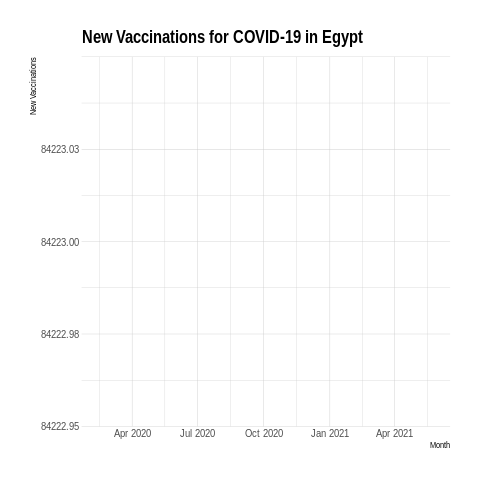 New Vaccinations for COVID-19 in Egypt
New Vaccinations
84223.03
84223.00
84222.98
84222.95
Apr 2020 Jul 2020 Oct 2020 Jan 2021 Apr 2021
Month